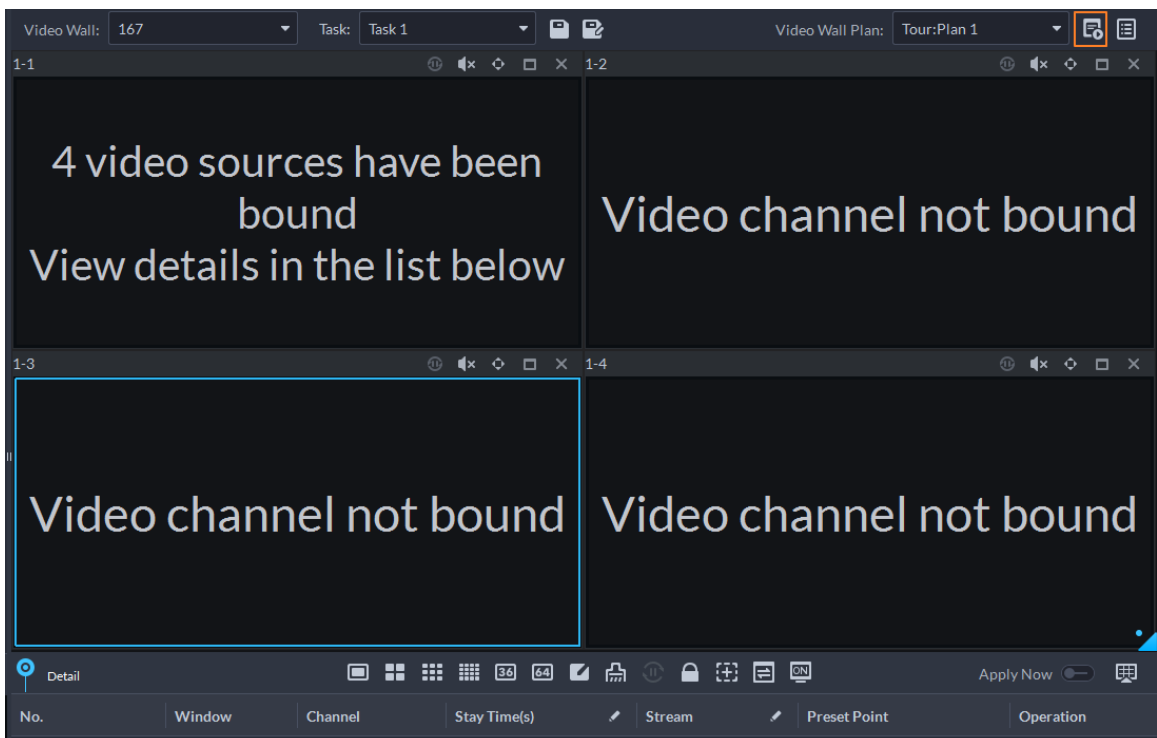 Video Wall: 167 Task: Task 1 Video Wall Plan: Tour:Plan 1
1-1 1-2
4 video sources have been
bound
View details in the list below
Video channel not bound
1-3 1-4
Video channel not bound
Video channel not bound
Detail 36 64 ON Apply Now
No. Window Channel Stay Time(s) Stream Preset Point Operation